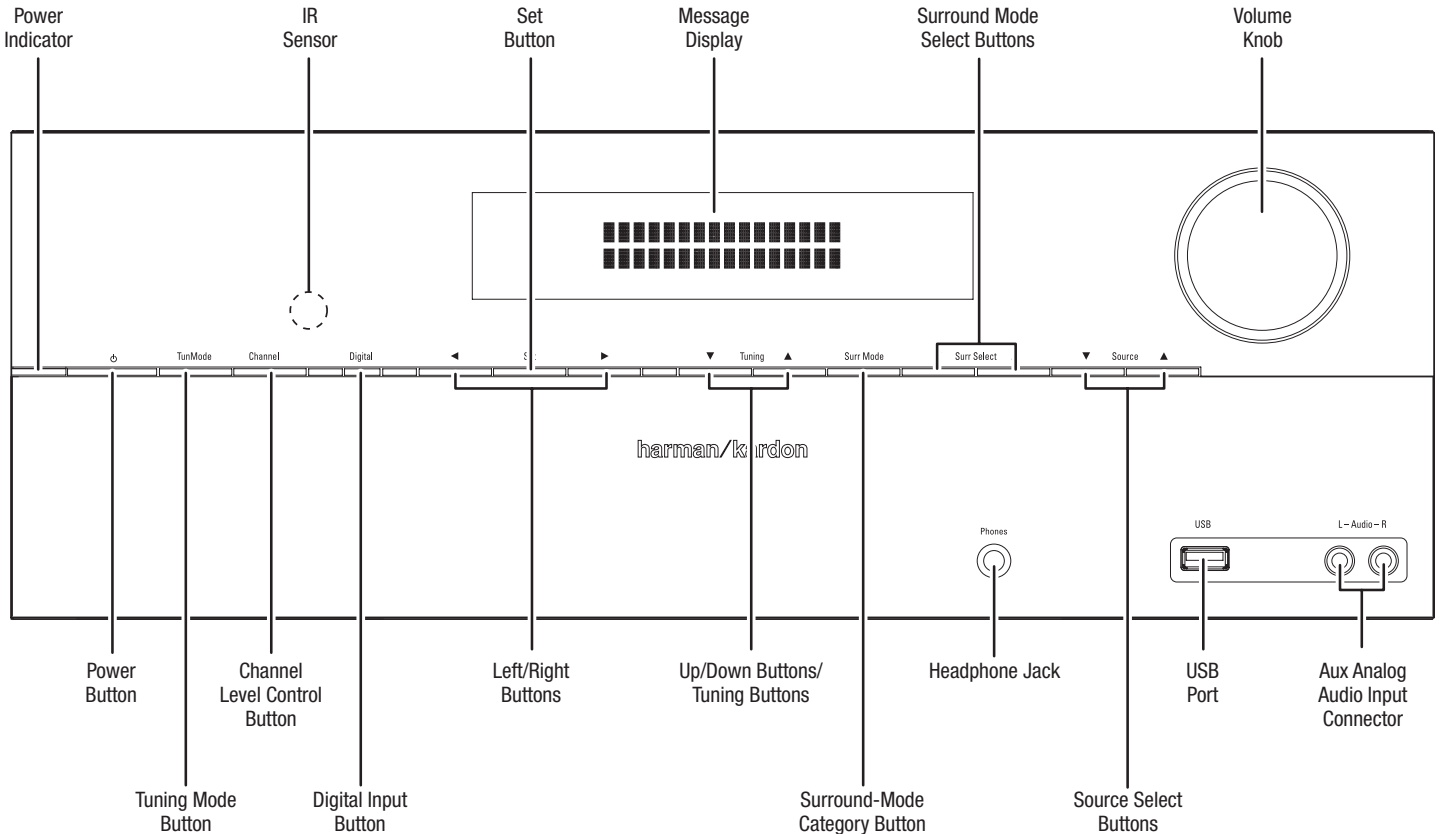 Power
Indicator
IR
Sensor
Set
Button
Message
Display
Surround Mode
Select Buttons
Volume
Knob
TunMode
Channel
Digital
Tuning
Surr Mode
Surr Select
Source
harman/kardon
Phones
USB
L – Audio – R
Power
Button
Channel
Level Control
Button
Left/Right
Buttons
Up/Down Buttons/
Tuning Buttons
Headphone Jack
USB
Port
Aux Analog
Audio Input
Connector
Tuning Mode
Button
Digital Input
Button
Surround-Mode
Category Button
Source Select
Buttons